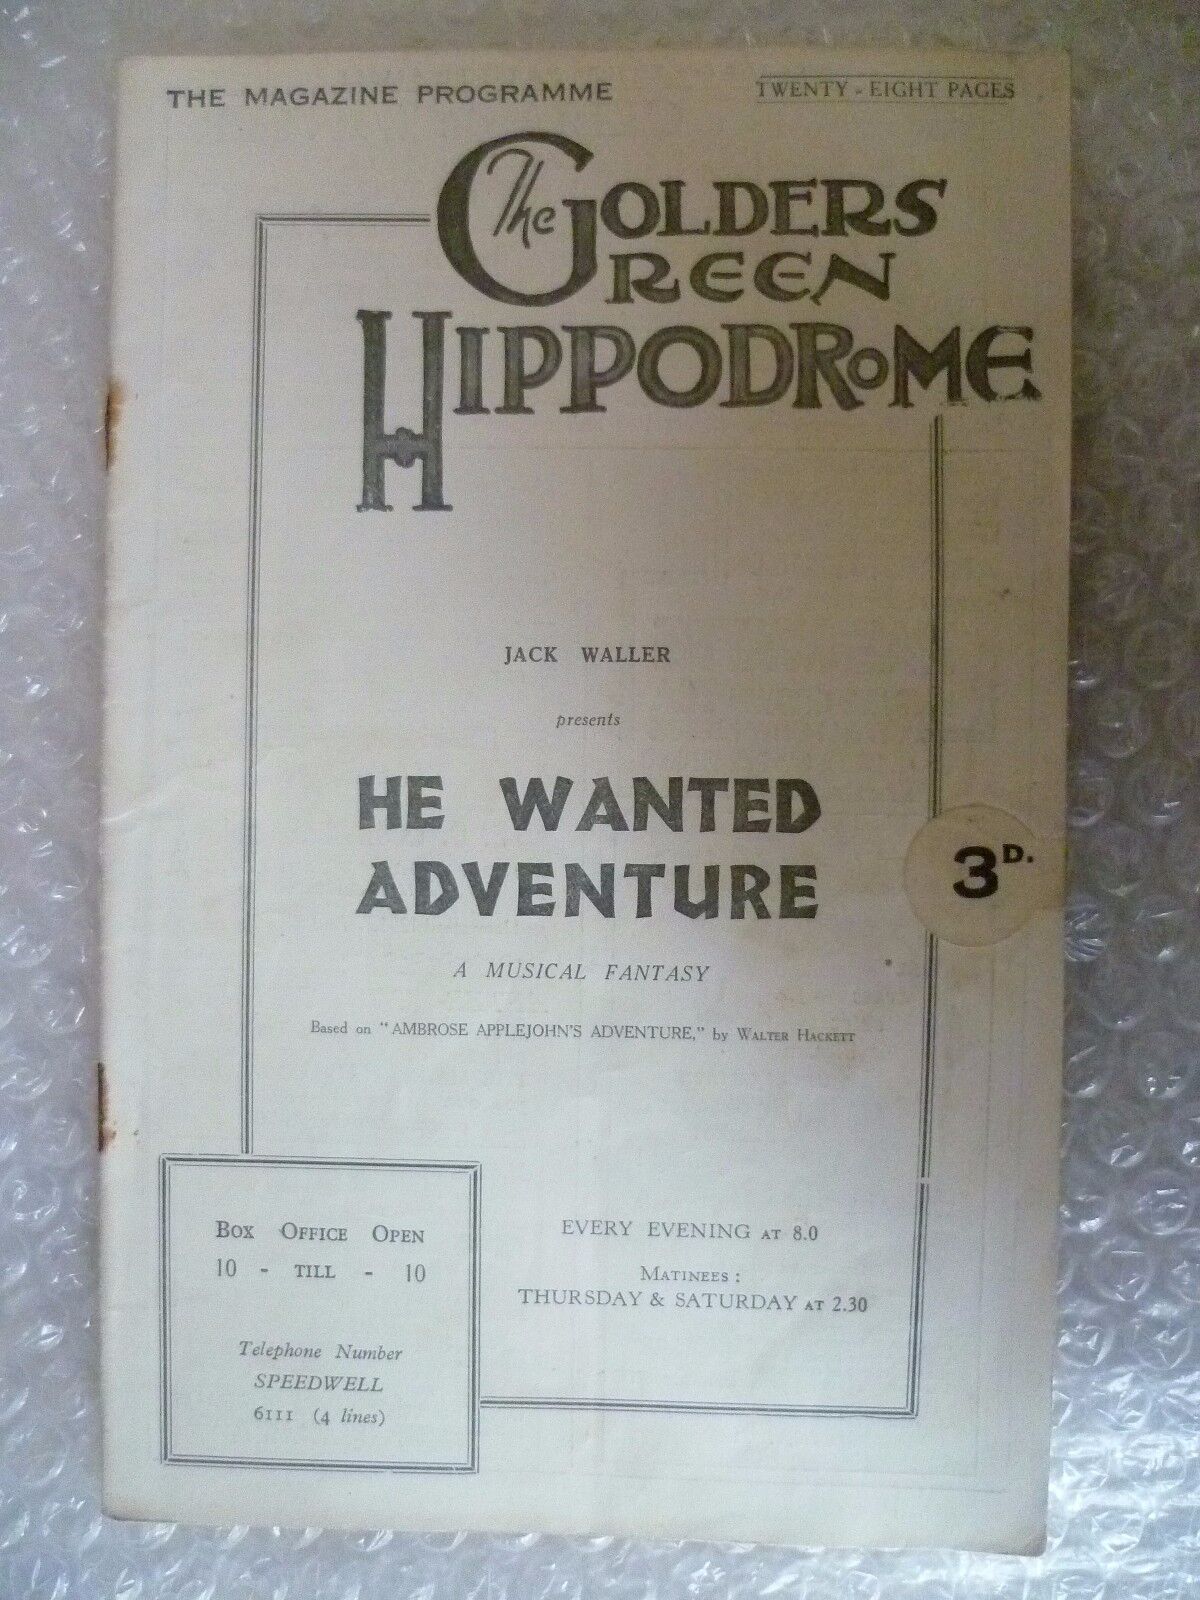 THE MAGAZINE PROGRAMME
TWENTY-EIGHT PAGES
The GOLDERS
GREEN
HIPPODROME
JACK WALLER
presents
HE WANTED
ADVENTURE
3D.
A MUSICAL FANTASY
Based on "AMBROSE APPLEJOHN'S ADVENTURE," by WALTER HACKETT
BOX OFFICE OPEN
10 - TILL - 10
Telephone Number
SPEEDWELL
6111 (4 lines)
EVERY EVENING AT 8.0
MATINEES:
THURSDAY & SATURDAY AT 2.30